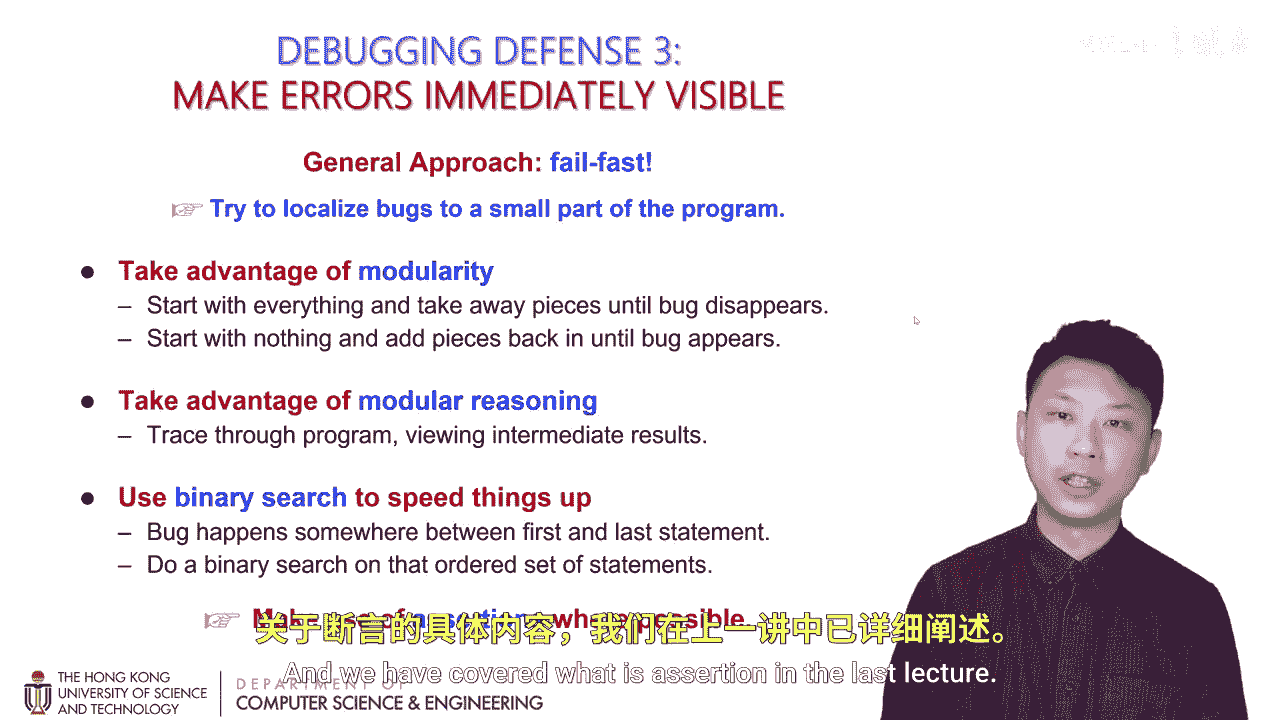 DEBUGGING DEFENSE 3:
MAKE ERRORS IMMEDIATELY VISIBLE
General Approach: fail-fast!
☞ Try to localize bugs to a small part of the program.
● Take advantage of modularity
– Start with everything and take away pieces until bug disappears.
– Start with nothing and add pieces back in until bug appears.
● Take advantage of modular reasoning
– Trace through program, viewing intermediate results.
● Use binary search to speed things up
– Bug happens somewhere between first and last statement.
– Do a binary search on that ordered set of statements.
☞ Make use of assertions where possible.
关于断言的具体内容，我们在上一讲中已详细阐述。
And we have covered what is assertion in the last lecture.
THE HONG KONG
UNIVERSITY OF SCIENCE
AND TECHNOLOGY
DEPARTMENT OF
COMPUTER SCIENCE & ENGINEERING